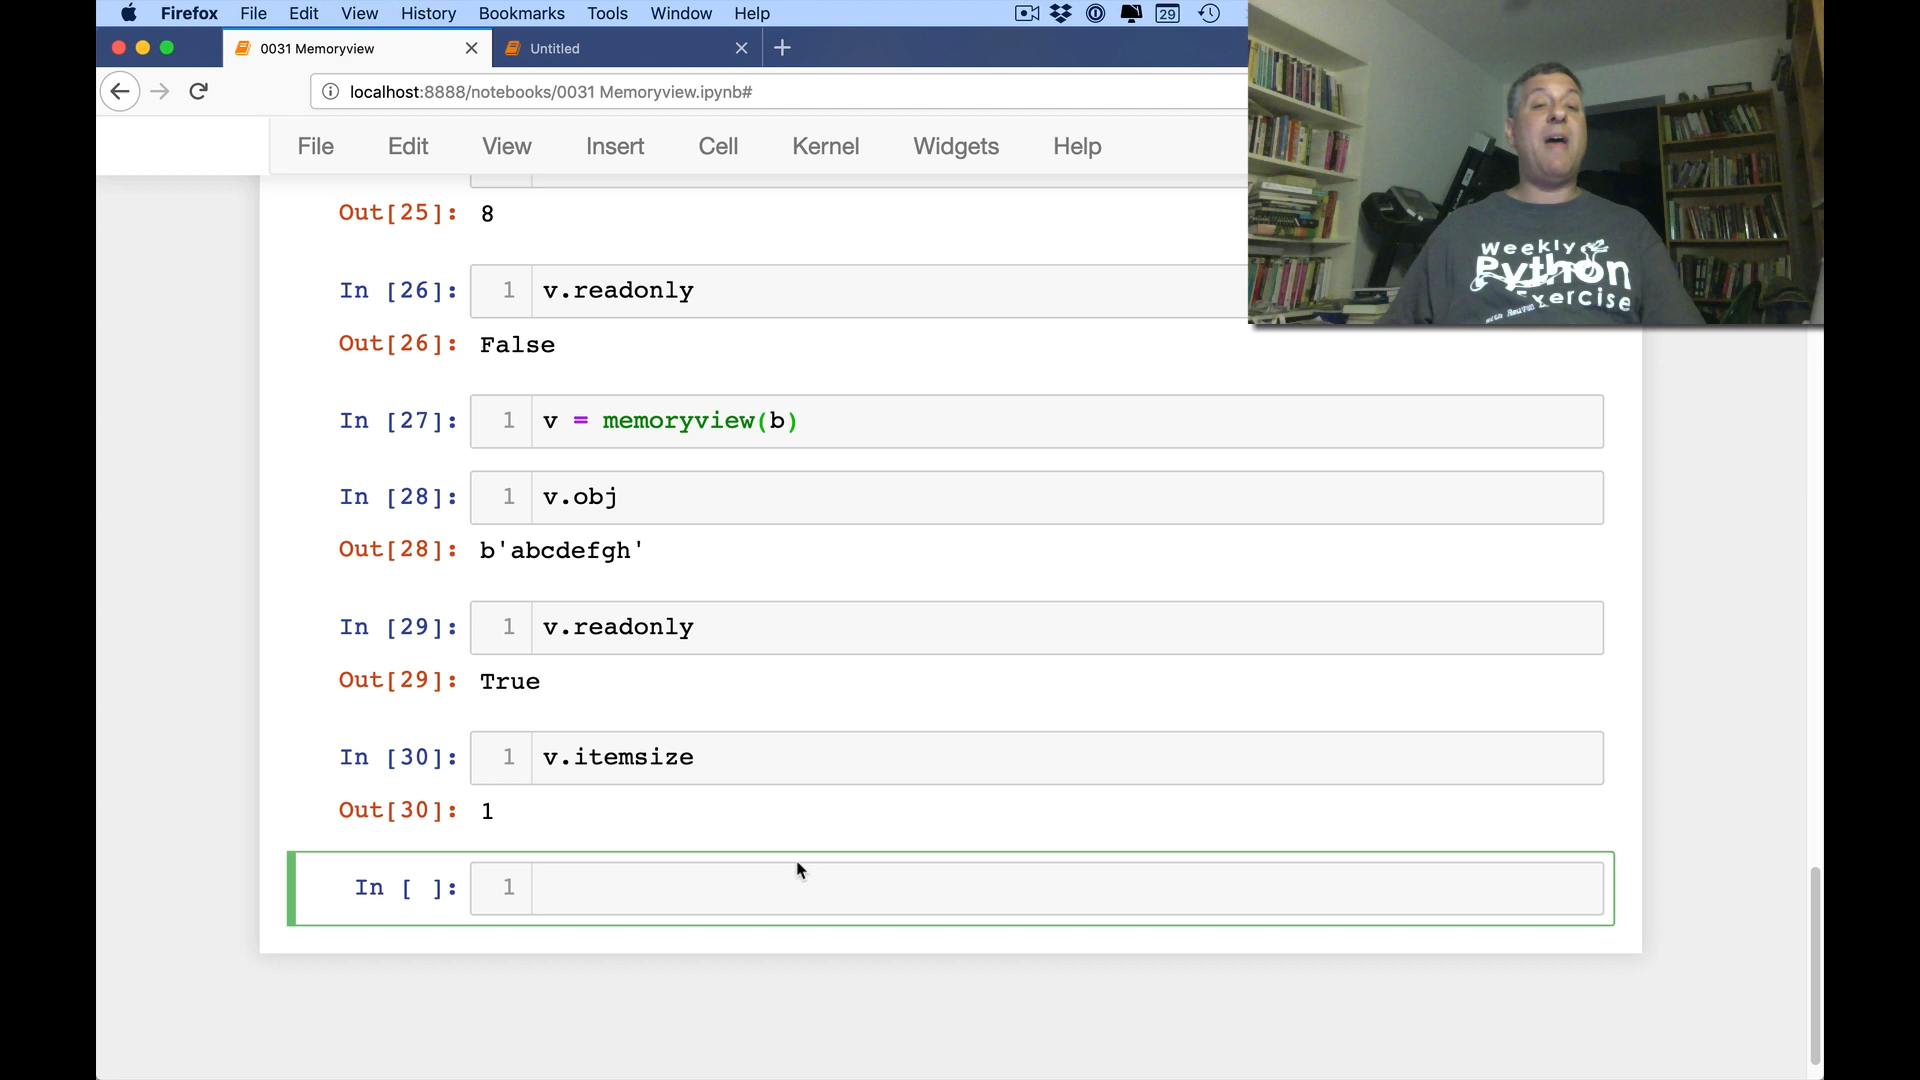 Firefox File Edit View History Bookmarks Tools Window Help 29
0031 Memoryview Untitled
localhost:8888/notebooks/0031 Memoryview.ipynb#
File Edit View Insert Cell Kernel Widgets Help
Out[25]: 8
In [26]: 1 v.readonly
Out[26]: False
In [27]: 1 v = memoryview(b)
In [28]: 1 v.obj
Out[28]: b'abcdefgh'
In [29]: 1 v.readonly
Out[29]: True
In [30]: 1 v.itemsize
Out[30]: 1
In [ ]: 1
Weekly
Python
Exercise